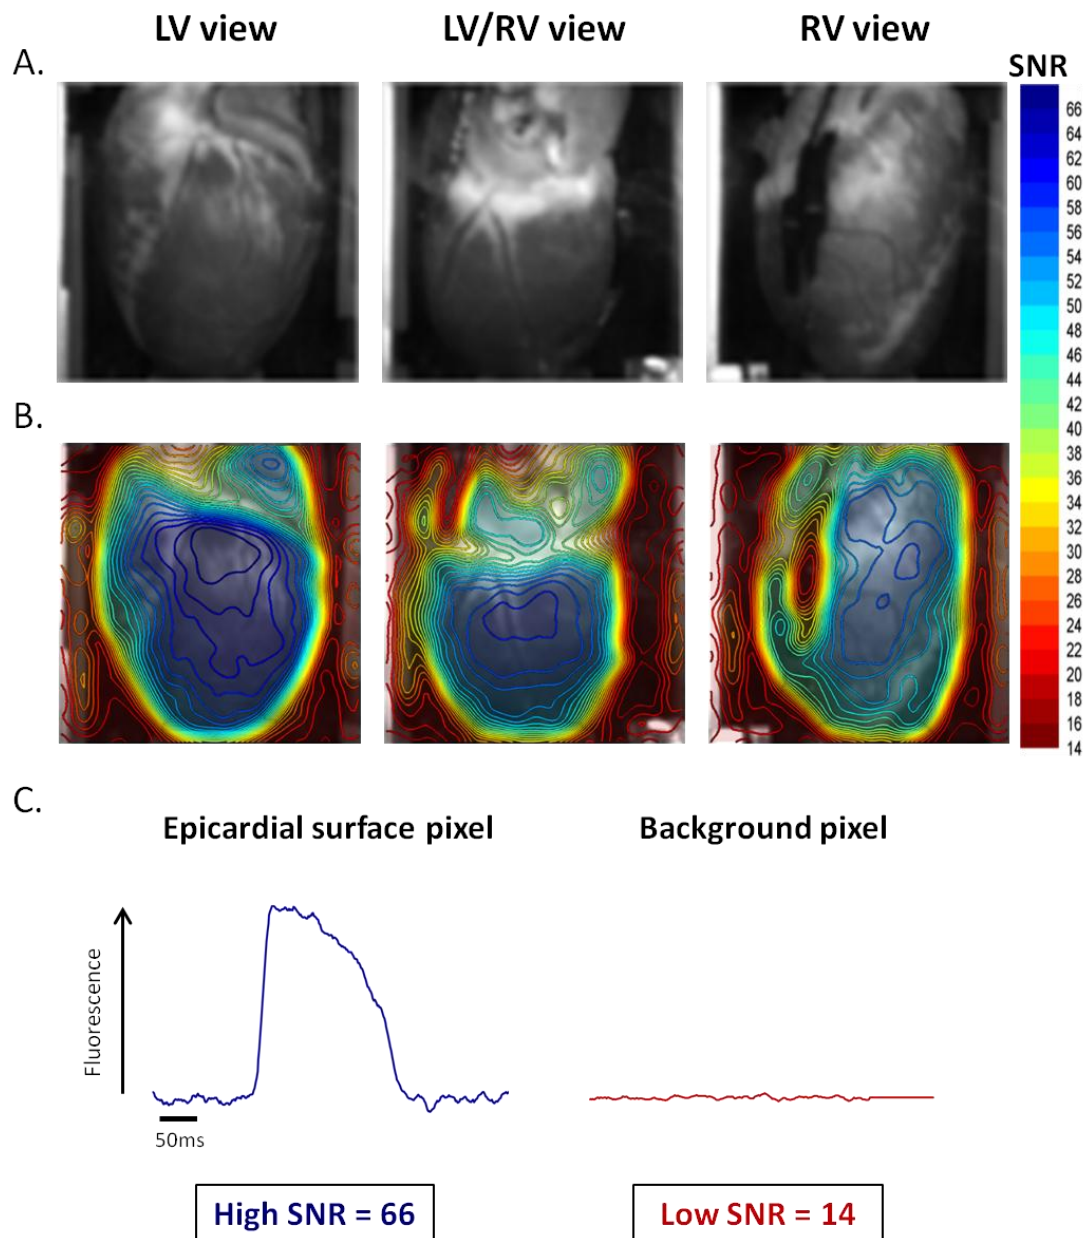 LV view
LV/RV view
RV view
A.
SNR
66
64
62
60
58
56
54
52
50
48
46
44
42
40
38
36
34
32
30
28
26
24
22
20
18
16
14
B.
C.
Epicardial surface pixel
Background pixel
Fluorescence
50ms
High SNR = 66
Low SNR = 14